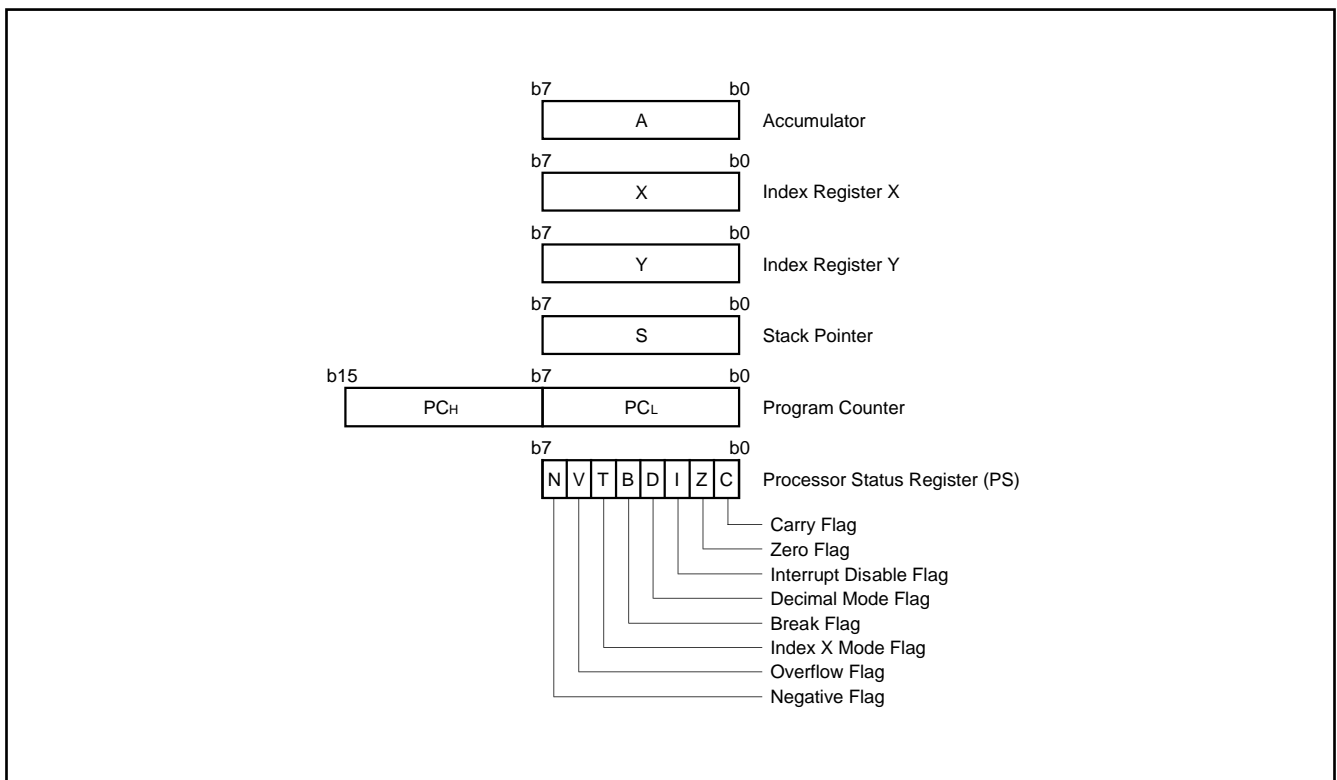 b7 b0
A Accumulator
b7 b0
X Index Register X
b7 b0
Y Index Register Y
b7 b0
S Stack Pointer
b15 b7 b0
PCH PCL Program Counter
b7 b0
N V T B D I Z C Processor Status Register (PS)
Carry Flag
Zero Flag
Interrupt Disable Flag
Decimal Mode Flag
Break Flag
Index X Mode Flag
Overflow Flag
Negative Flag